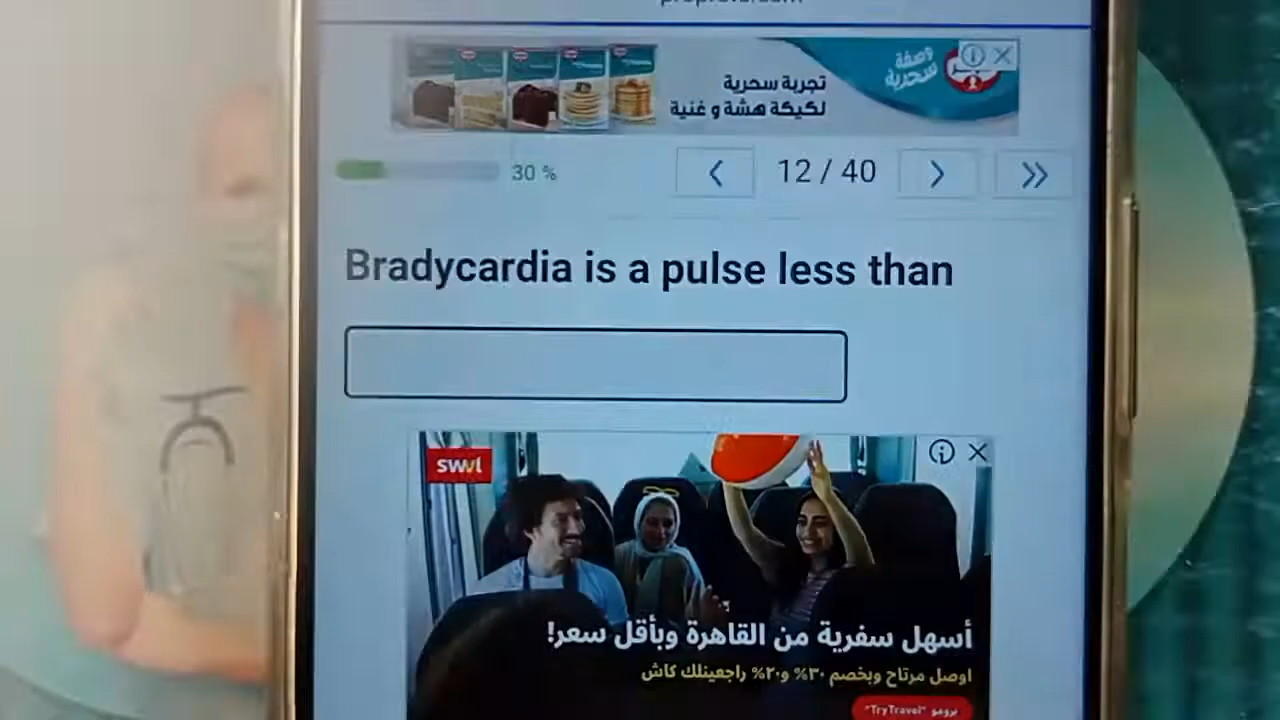 وصفة
سحرية
تجربة سحرية
لكيكة هشة و غنية
30 %
12 / 40
Bradycardia is a pulse less than
swvl
أسهل سفرية من القاهرة وبأقل سعر!
اوصل مرتاح وبخصم ٣٠% و٢٠% راجعينلك كاش
برومو "TryTravel"